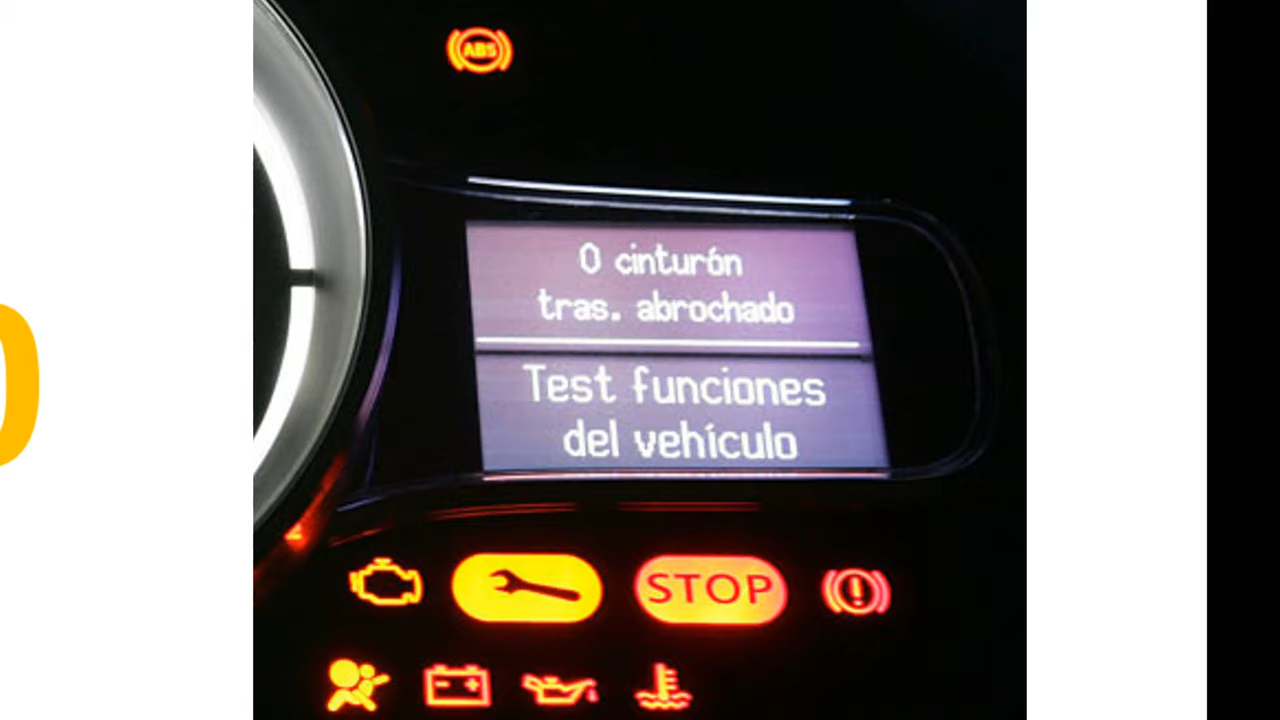 ABS
0 cinturón
tras. abrochado
Test funciones
del vehículo
STOP